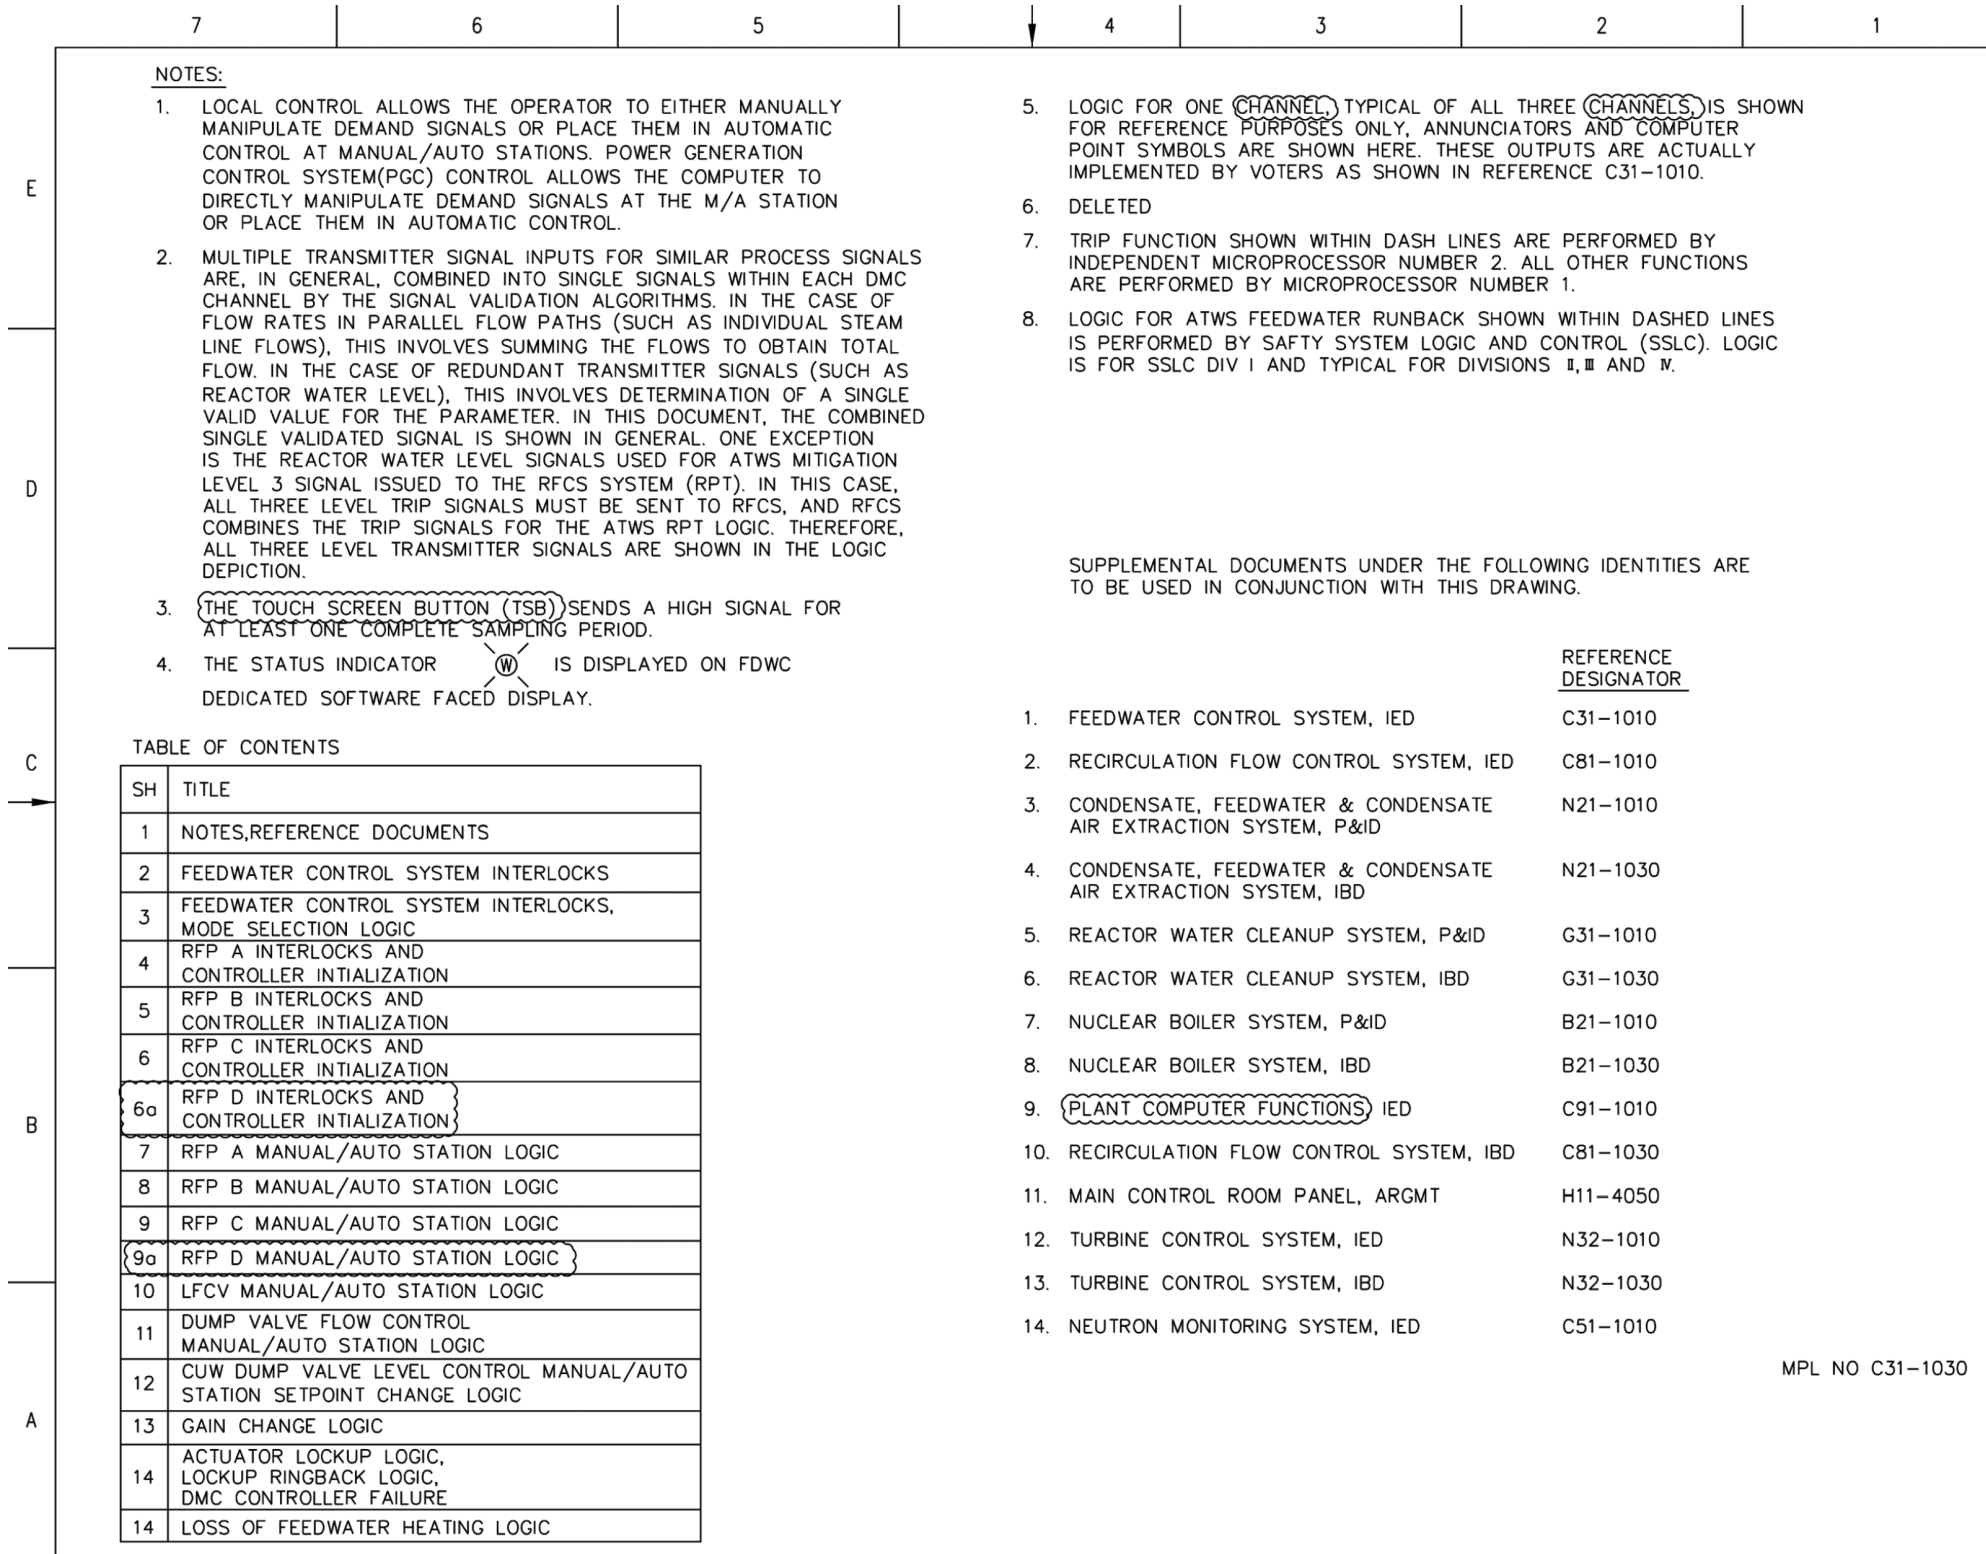 7 6 5 4 3 2 1
E
D
C
B
A
NOTES:
1. LOCAL CONTROL ALLOWS THE OPERATOR TO EITHER MANUALLY
MANIPULATE DEMAND SIGNALS OR PLACE THEM IN AUTOMATIC
CONTROL AT MANUAL/AUTO STATIONS. POWER GENERATION
CONTROL SYSTEM(PGC) CONTROL ALLOWS THE COMPUTER TO
DIRECTLY MANIPULATE DEMAND SIGNALS AT THE M/A STATION
OR PLACE THEM IN AUTOMATIC CONTROL.
2. MULTIPLE TRANSMITTER SIGNAL INPUTS FOR SIMILAR PROCESS SIGNALS
ARE, IN GENERAL, COMBINED INTO SINGLE SIGNALS WITHIN EACH DMC
CHANNEL BY THE SIGNAL VALIDATION ALGORITHMS. IN THE CASE OF
FLOW RATES IN PARALLEL FLOW PATHS (SUCH AS INDIVIDUAL STEAM
LINE FLOWS), THIS INVOLVES SUMMING THE FLOWS TO OBTAIN TOTAL
FLOW. IN THE CASE OF REDUNDANT TRANSMITTER SIGNALS (SUCH AS
REACTOR WATER LEVEL), THIS INVOLVES DETERMINATION OF A SINGLE
VALID VALUE FOR THE PARAMETER. IN THIS DOCUMENT, THE COMBINED
SINGLE VALIDATED SIGNAL IS SHOWN IN GENERAL. ONE EXCEPTION
IS THE REACTOR WATER LEVEL SIGNALS USED FOR ATWS MITIGATION
LEVEL 3 SIGNAL ISSUED TO THE RFCS SYSTEM (RPT). IN THIS CASE,
ALL THREE LEVEL TRIP SIGNALS MUST BE SENT TO RFCS, AND RFCS
COMBINES THE TRIP SIGNALS FOR THE ATWS RPT LOGIC. THEREFORE,
ALL THREE LEVEL TRANSMITTER SIGNALS ARE SHOWN IN THE LOGIC
DEPICTION.
3. THE TOUCH SCREEN BUTTON (TSB) SENDS A HIGH SIGNAL FOR
AT LEAST ONE COMPLETE SAMPLING PERIOD.
4. THE STATUS INDICATOR W IS DISPLAYED ON FDWC
DEDICATED SOFTWARE FACED DISPLAY.
TABLE OF CONTENTS
SH TITLE
1 NOTES,REFERENCE DOCUMENTS
2 FEEDWATER CONTROL SYSTEM INTERLOCKS
3 FEEDWATER CONTROL SYSTEM INTERLOCKS,
MODE SELECTION LOGIC
4 RFP A INTERLOCKS AND
CONTROLLER INTIALIZATION
5 RFP B INTERLOCKS AND
CONTROLLER INTIALIZATION
6 RFP C INTERLOCKS AND
CONTROLLER INTIALIZATION
6a RFP D INTERLOCKS AND
CONTROLLER INTIALIZATION
7 RFP A MANUAL/AUTO STATION LOGIC
8 RFP B MANUAL/AUTO STATION LOGIC
9 RFP C MANUAL/AUTO STATION LOGIC
9a RFP D MANUAL/AUTO STATION LOGIC
10 LFCV MANUAL/AUTO STATION LOGIC
11 DUMP VALVE FLOW CONTROL
MANUAL/AUTO STATION LOGIC
12 CUW DUMP VALVE LEVEL CONTROL MANUAL/AUTO
STATION SETPOINT CHANGE LOGIC
13 GAIN CHANGE LOGIC
14 ACTUATOR LOCKUP LOGIC,
LOCKUP RINGBACK LOGIC,
DMC CONTROLLER FAILURE
14 LOSS OF FEEDWATER HEATING LOGIC
5. LOGIC FOR ONE CHANNEL, TYPICAL OF ALL THREE CHANNELS, IS SHOWN
FOR REFERENCE PURPOSES ONLY, ANNUNCIATORS AND COMPUTER
POINT SYMBOLS ARE SHOWN HERE. THESE OUTPUTS ARE ACTUALLY
IMPLEMENTED BY VOTERS AS SHOWN IN REFERENCE C31-1010.
6. DELETED
7. TRIP FUNCTION SHOWN WITHIN DASH LINES ARE PERFORMED BY
INDEPENDENT MICROPROCESSOR NUMBER 2. ALL OTHER FUNCTIONS
ARE PERFORMED BY MICROPROCESSOR NUMBER 1.
8. LOGIC FOR ATWS FEEDWATER RUNBACK SHOWN WITHIN DASHED LINES
IS PERFORMED BY SAFTY SYSTEM LOGIC AND CONTROL (SSLC). LOGIC
IS FOR SSLC DIV I AND TYPICAL FOR DIVISIONS II, III AND IV.
SUPPLEMENTAL DOCUMENTS UNDER THE FOLLOWING IDENTITIES ARE
TO BE USED IN CONJUNCTION WITH THIS DRAWING.
REFERENCE
DESIGNATOR
1. FEEDWATER CONTROL SYSTEM, IED C31-1010
2. RECIRCULATION FLOW CONTROL SYSTEM, IED C81-1010
3. CONDENSATE, FEEDWATER & CONDENSATE N21-1010
AIR EXTRACTION SYSTEM, P&ID
4. CONDENSATE, FEEDWATER & CONDENSATE N21-1030
AIR EXTRACTION SYSTEM, IBD
5. REACTOR WATER CLEANUP SYSTEM, P&ID G31-1010
6. REACTOR WATER CLEANUP SYSTEM, IBD G31-1030
7. NUCLEAR BOILER SYSTEM, P&ID B21-1010
8. NUCLEAR BOILER SYSTEM, IBD B21-1030
9. PLANT COMPUTER FUNCTIONS, IED C91-1010
10. RECIRCULATION FLOW CONTROL SYSTEM, IBD C81-1030
11. MAIN CONTROL ROOM PANEL, ARGMT H11-4050
12. TURBINE CONTROL SYSTEM, IED N32-1010
13. TURBINE CONTROL SYSTEM, IBD N32-1030
14. NEUTRON MONITORING SYSTEM, IED C51-1010
MPL NO C31-1030